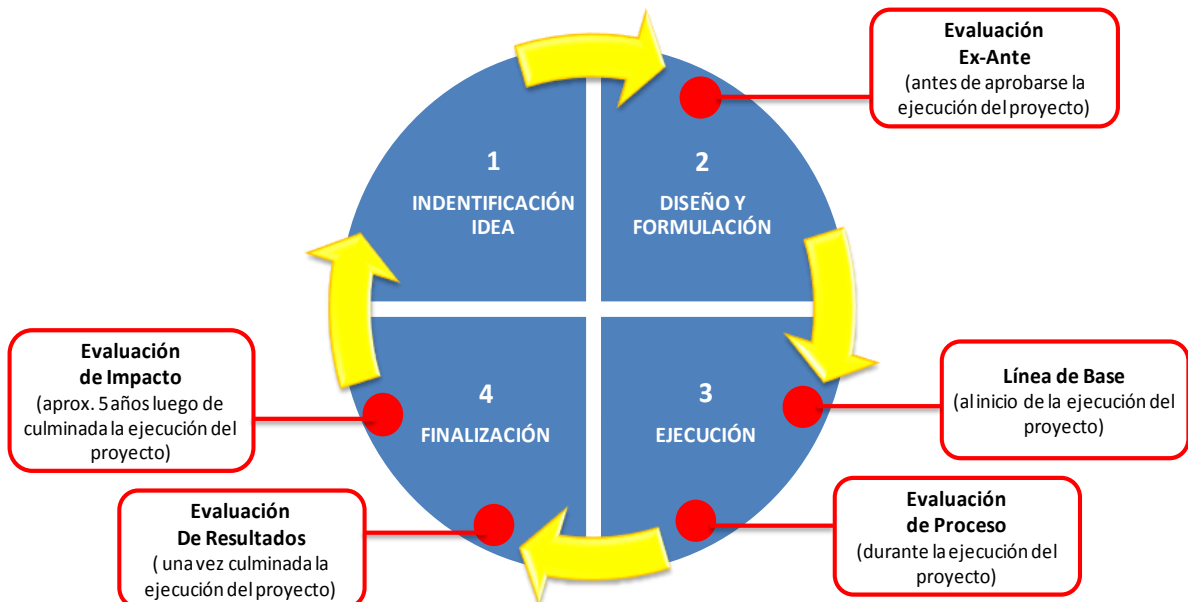 Evaluación
Ex-Ante
(antes de aprobarse la
ejecución del proyecto)
1
INDENTIFICACIÓN
IDEA
2
DISEÑO Y
FORMULACIÓN
Evaluación
de Impacto
(aprox. 5 años luego de
culminada la ejecución del
proyecto)
4
FINALIZACIÓN
3
EJECUCIÓN
Línea de Base
(al inicio de la ejecución del
proyecto)
Evaluación
De Resultados
( una vez culminada la
ejecución del proyecto)
Evaluación
de Proceso
(durante la ejecución del
proyecto)